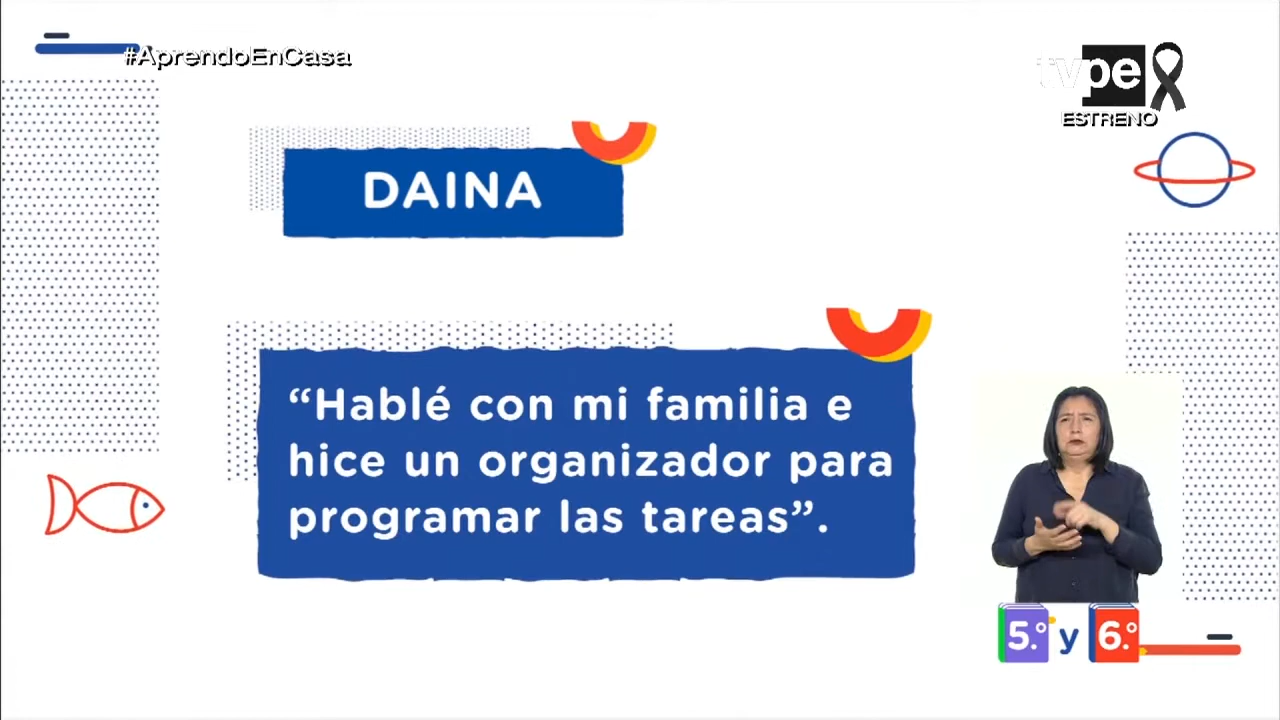 #AprendoEnCasa
tvpe
ESTRENO
DAINA
“Hablé con mi familia e
hice un organizador para
programar las tareas”.
5.° y 6.°